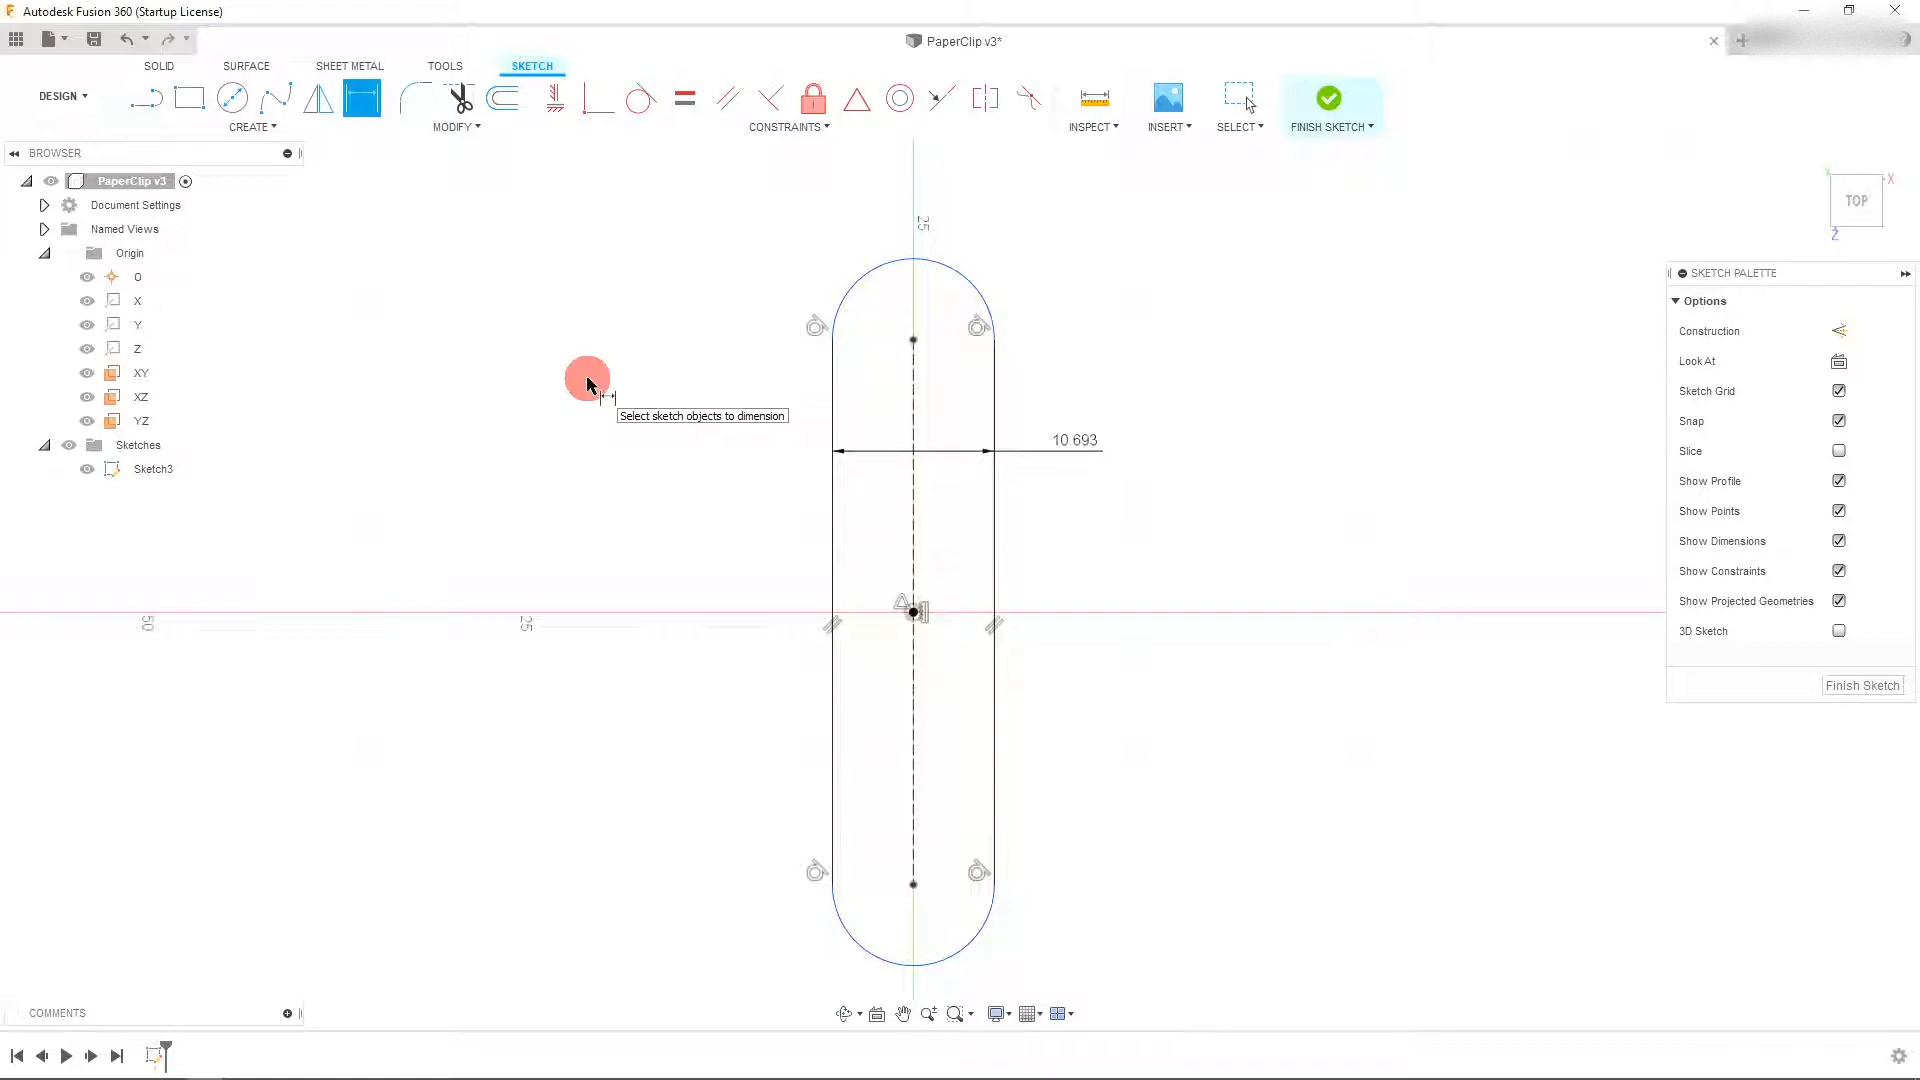 Autodesk Fusion 360 (Startup License)
PaperClip v3*
SOLID
SURFACE
SHEET METAL
TOOLS
SKETCH
DESIGN
CREATE
MODIFY
CONSTRAINTS
INSPECT
INSERT
SELECT
FINISH SKETCH
BROWSER
PaperClip v3
Document Settings
Named Views
Origin
O
X
Y
Z
XY
XZ
YZ
Sketches
Sketch3
25
Select sketch objects to dimension
10.693
50
25
TOP
X
Y
Z
SKETCH PALETTE
Options
Construction
Look At
Sketch Grid
Snap
Slice
Show Profile
Show Points
Show Dimensions
Show Constraints
Show Projected Geometries
3D Sketch
Finish Sketch
COMMENTS